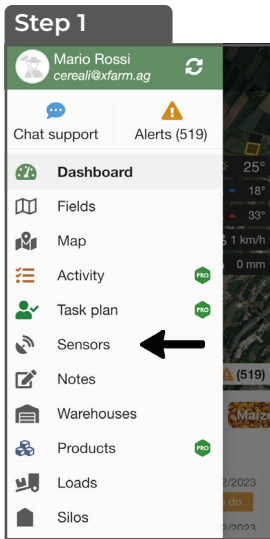 Step 1
Mario Rossi
cereali@xfarm.ag
Chat support
Alerts (519)
Dashboard
Fields
Map
Activity PRO
Task plan PRO
Sensors
Notes
Warehouses
Products PRO
Loads
Silos
25°
18°
33°
1 km/h
0 mm
(519)
Maize
2/2023
do
2/2023